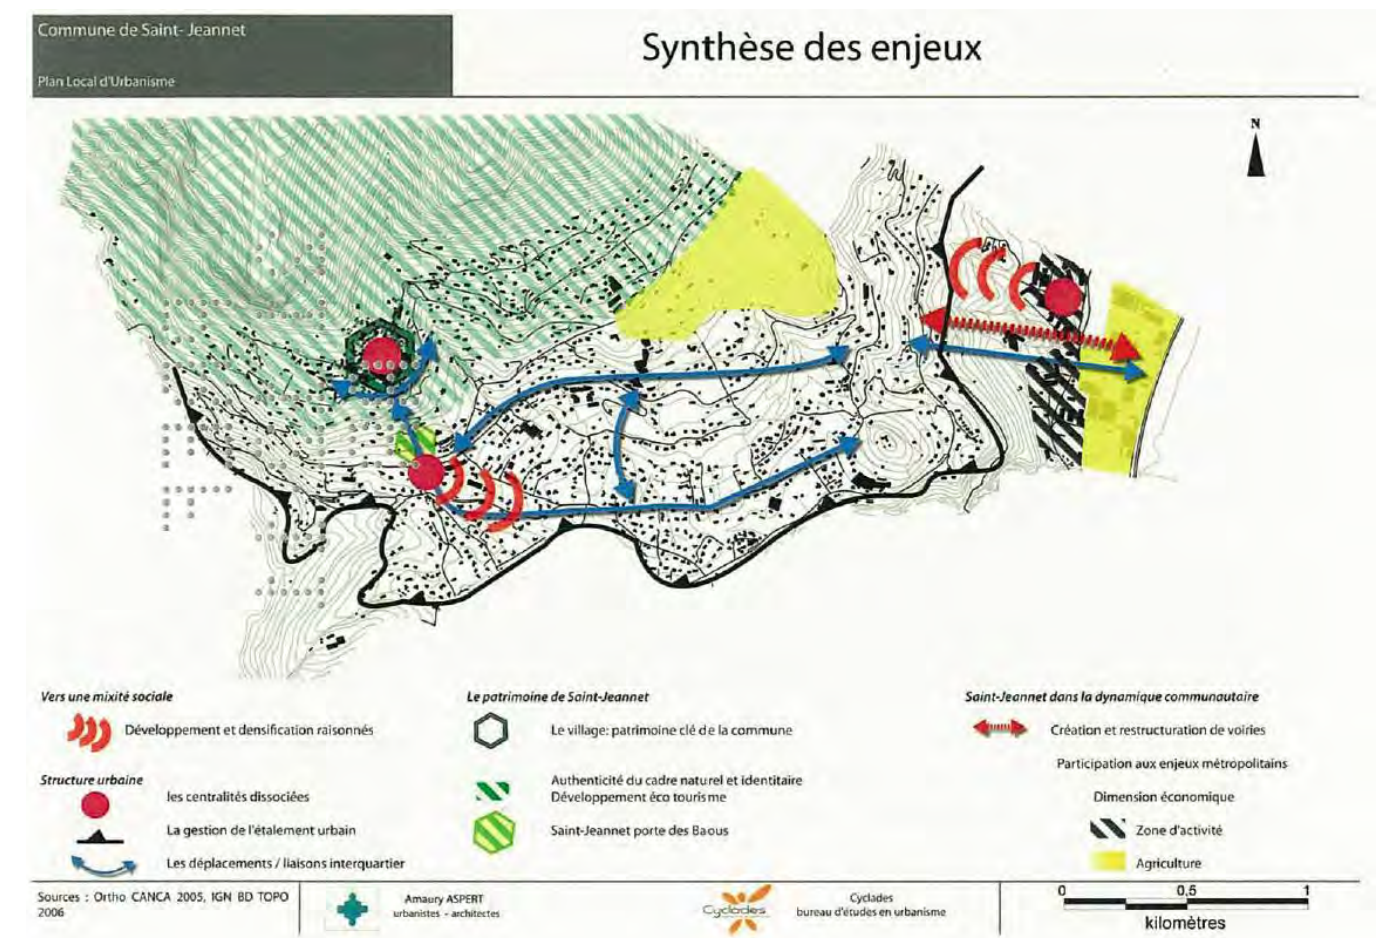 Commune de Saint- Jeannet
Plan Local d'Urbanisme
Synthèse des enjeux
N
Vers une mixité sociale
Développement et densification raisonnés
Structure urbaine
les centralités dissociées
La gestion de l'étalement urbain
Les déplacements / liaisons interquartier
Le patrimoine de Saint-Jeannet
Le village: patrimoine clé de la commune
Authenticité du cadre naturel et identitaire
Développement éco tourisme
Saint-Jeannet porte des Baous
Saint-Jeannet dans la dynamique communautaire
Création et restructuration de voiries
Participation aux enjeux métropolitains
Dimension économique
Zone d'activité
Agriculture
Sources : Ortho CANCA 2005, IGN BD TOPO
2006
Amaury ASPERT
urbanistes - architectes
Cyclades
Cyclades
bureau d'études en urbanisme
0 0,5 1
kilomètres